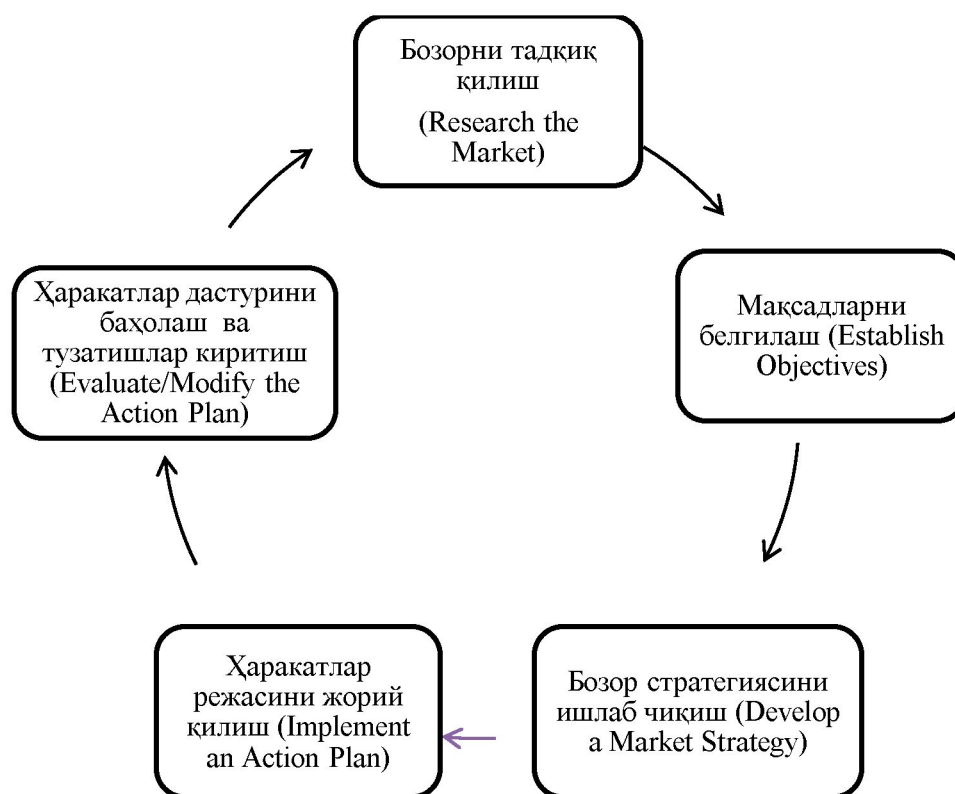 Бозорни тадқиқ
қилиш
(Research the
Market)
Мақсадларни
белгилаш (Establish
Objectives)
Бозор стратегиясини
ишлаб чиқиш (Develop
a Market Strategy)
Ҳаракатлар
режасини жорий
қилиш (Implement
an Action Plan)
Ҳаракатлар дастурини
баҳолаш ва
тузатишлар киритиш
(Evaluate/Modify the
Action Plan)